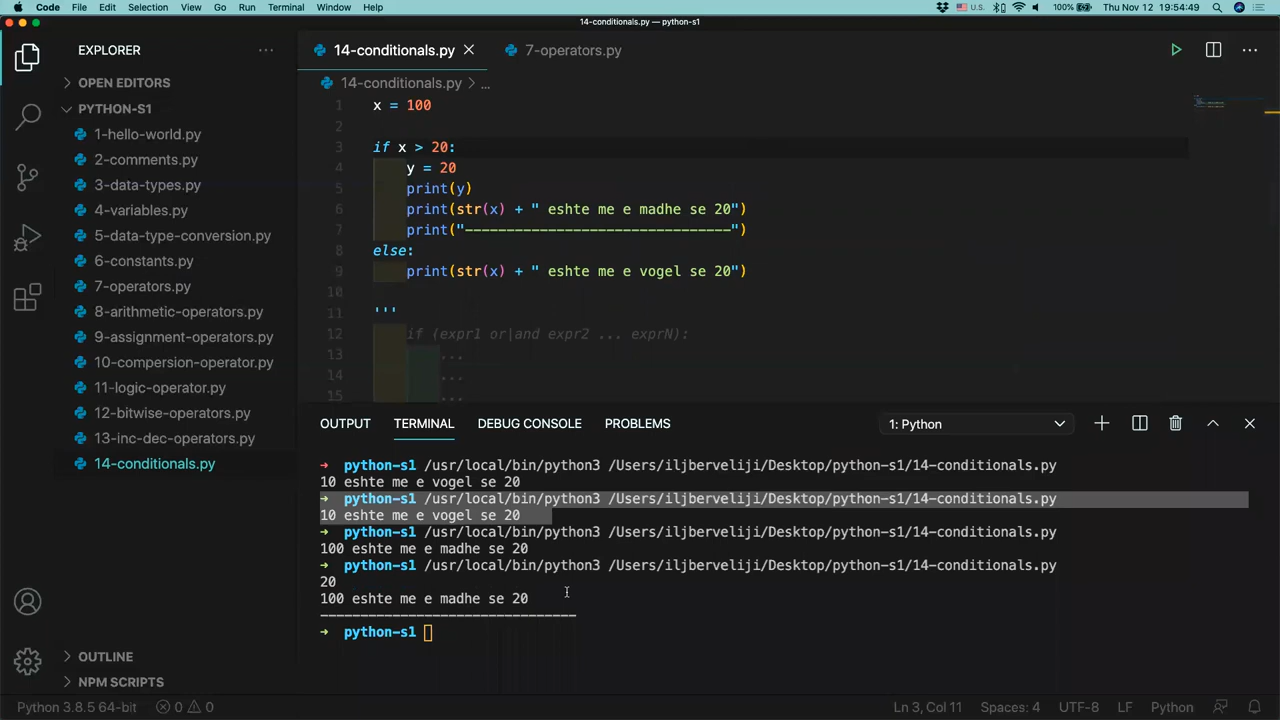 Code File Edit Selection View Go Run Terminal Window Help U.S. 100% Thu Nov 12 19:54:49
14-conditionals.py — python-s1
EXPLORER
OPEN EDITORS
PYTHON-S1
1-hello-world.py
2-comments.py
3-data-types.py
4-variables.py
5-data-type-conversion.py
6-constants.py
7-operators.py
8-arithmetic-operators.py
9-assignment-operators.py
10-compersion-operator.py
11-logic-operator.py
12-bitwise-operators.py
13-inc-dec-operators.py
14-conditionals.py
OUTLINE
NPM SCRIPTS
14-conditionals.py 7-operators.py
14-conditionals.py > ...
1 x = 100
2
3 if x > 20:
4 y = 20
5 print(y)
6 print(str(x) + " eshte me e madhe se 20")
7 print("--------------------------------")
8 else:
9 print(str(x) + " eshte me e vogel se 20")
10
11 '''
12 if (expr1 or|and expr2 ... exprN):
13 ...
14 ...
15 ...
OUTPUT TERMINAL DEBUG CONSOLE PROBLEMS 1: Python
→ python-s1 /usr/local/bin/python3 /Users/iljberveliji/Desktop/python-s1/14-conditionals.py
10 eshte me e vogel se 20
→ python-s1 /usr/local/bin/python3 /Users/iljberveliji/Desktop/python-s1/14-conditionals.py
10 eshte me e vogel se 20
→ python-s1 /usr/local/bin/python3 /Users/iljberveliji/Desktop/python-s1/14-conditionals.py
100 eshte me e madhe se 20
→ python-s1 /usr/local/bin/python3 /Users/iljberveliji/Desktop/python-s1/14-conditionals.py
20
100 eshte me e madhe se 20
--------------------------------
→ python-s1
Python 3.8.5 64-bit 0 0 Ln 3, Col 11 Spaces: 4 UTF-8 LF Python